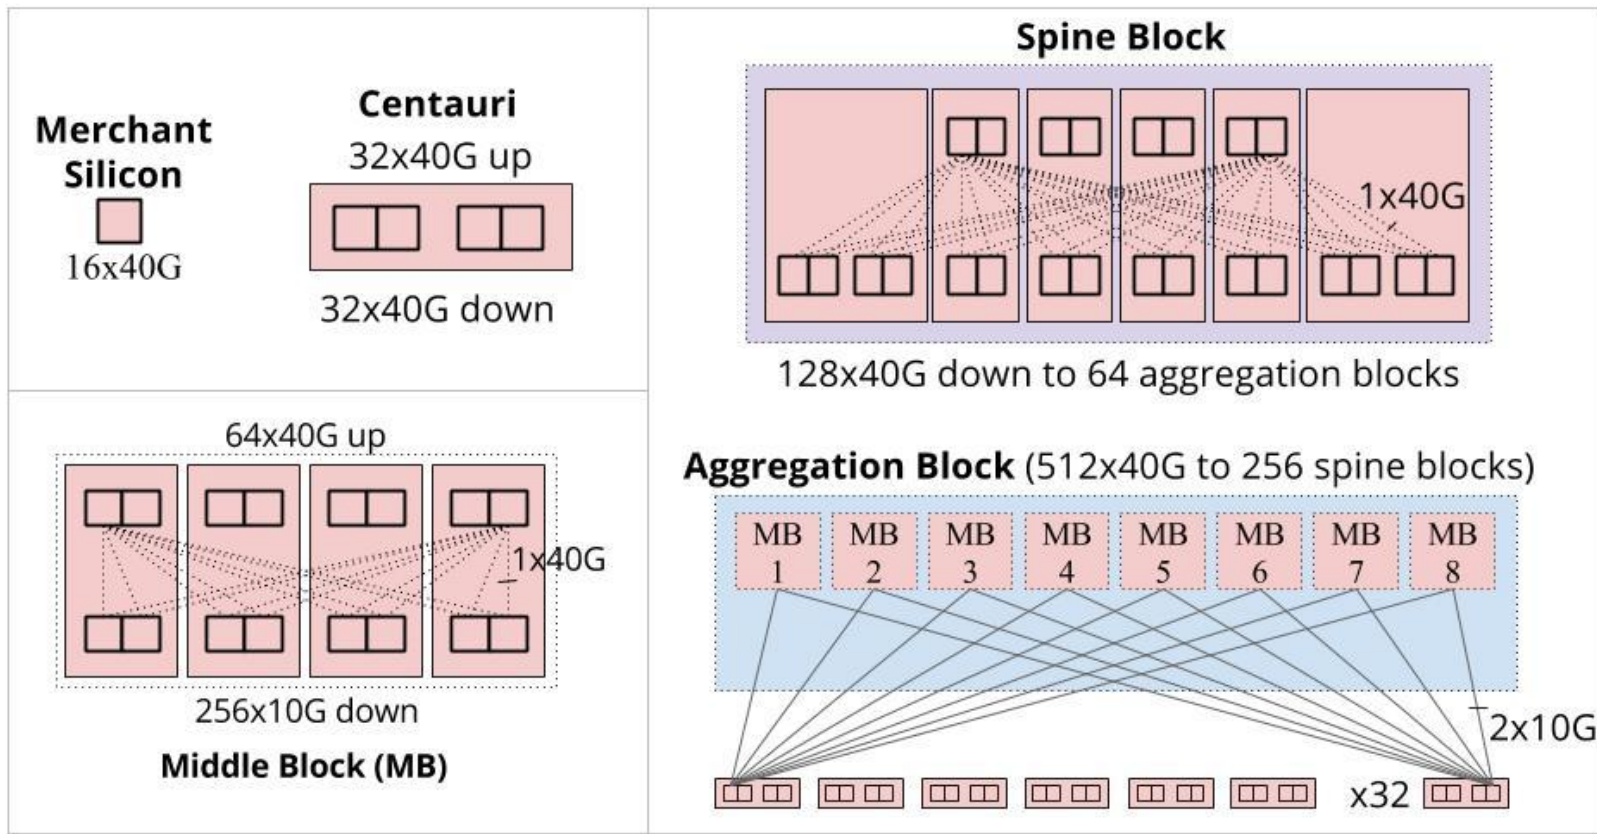 Merchant
Silicon
16x40G
Centauri
32x40G up
32x40G down
Spine Block
1x40G
128x40G down to 64 aggregation blocks
64x40G up
1x40G
256x10G down
Middle Block (MB)
Aggregation Block (512x40G to 256 spine blocks)
MB MB MB MB MB MB MB MB
1 2 3 4 5 6 7 8
2x10G
x32